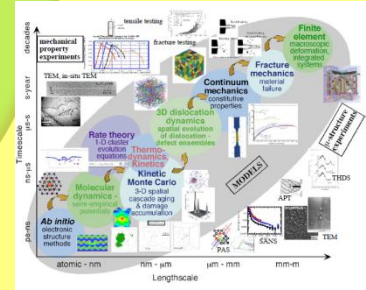 tensile testing
fracture testing
mechanical
property
experiments
TEM, in-situ TEM
Finite
element
macroscopic
deformation,
integrated
systems
Fracture
mechanics
material
failure
Continuum
mechanics
constitutive
properties
3D dislocation
dynamics
spatial evolution
of dislocation -
defect ensembles
Rate theory
1-D cluster
evolution
equations
Thermo-
dynamics,
Kinetics
Kinetic
Monte Carlo
3-D spatial
cascade aging
& damage
accumulation
Molecular
dynamics -
semi-empirical
potentials
Ab initio
electronic
structure
methods
MODELS
μ-structure
experiments
THDS
APT
SANS
TEM
PAS
Timescale
decades
s-year
μs-s
ns-μs
ps-ns
atomic - nm
nm - μm
μm - mm
mm-m
Lengthscale